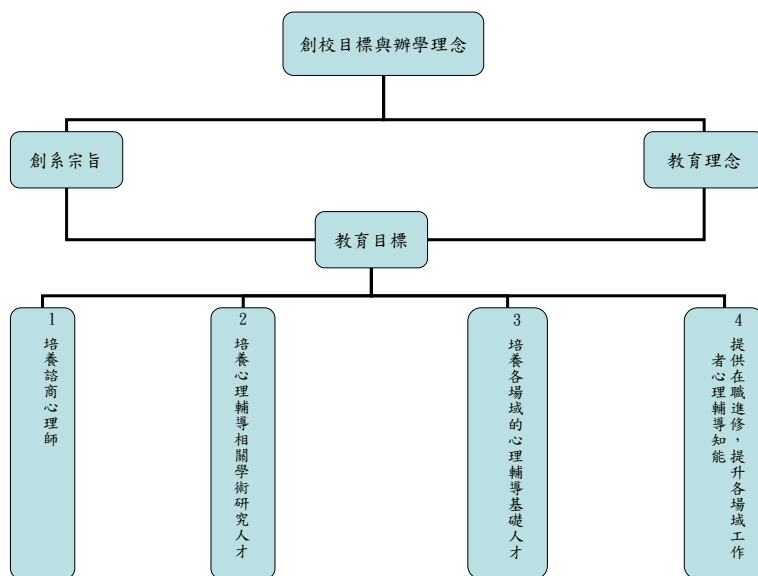 創校目標與辦學理念
創系宗旨
教育理念
教育目標
1
培養諮商心理師
2
培養心理輔導相關學術研究人才
3
培養各場域的心理輔導基礎人才
4
提供在職進修，提升各場域工作
者心理輔導知能